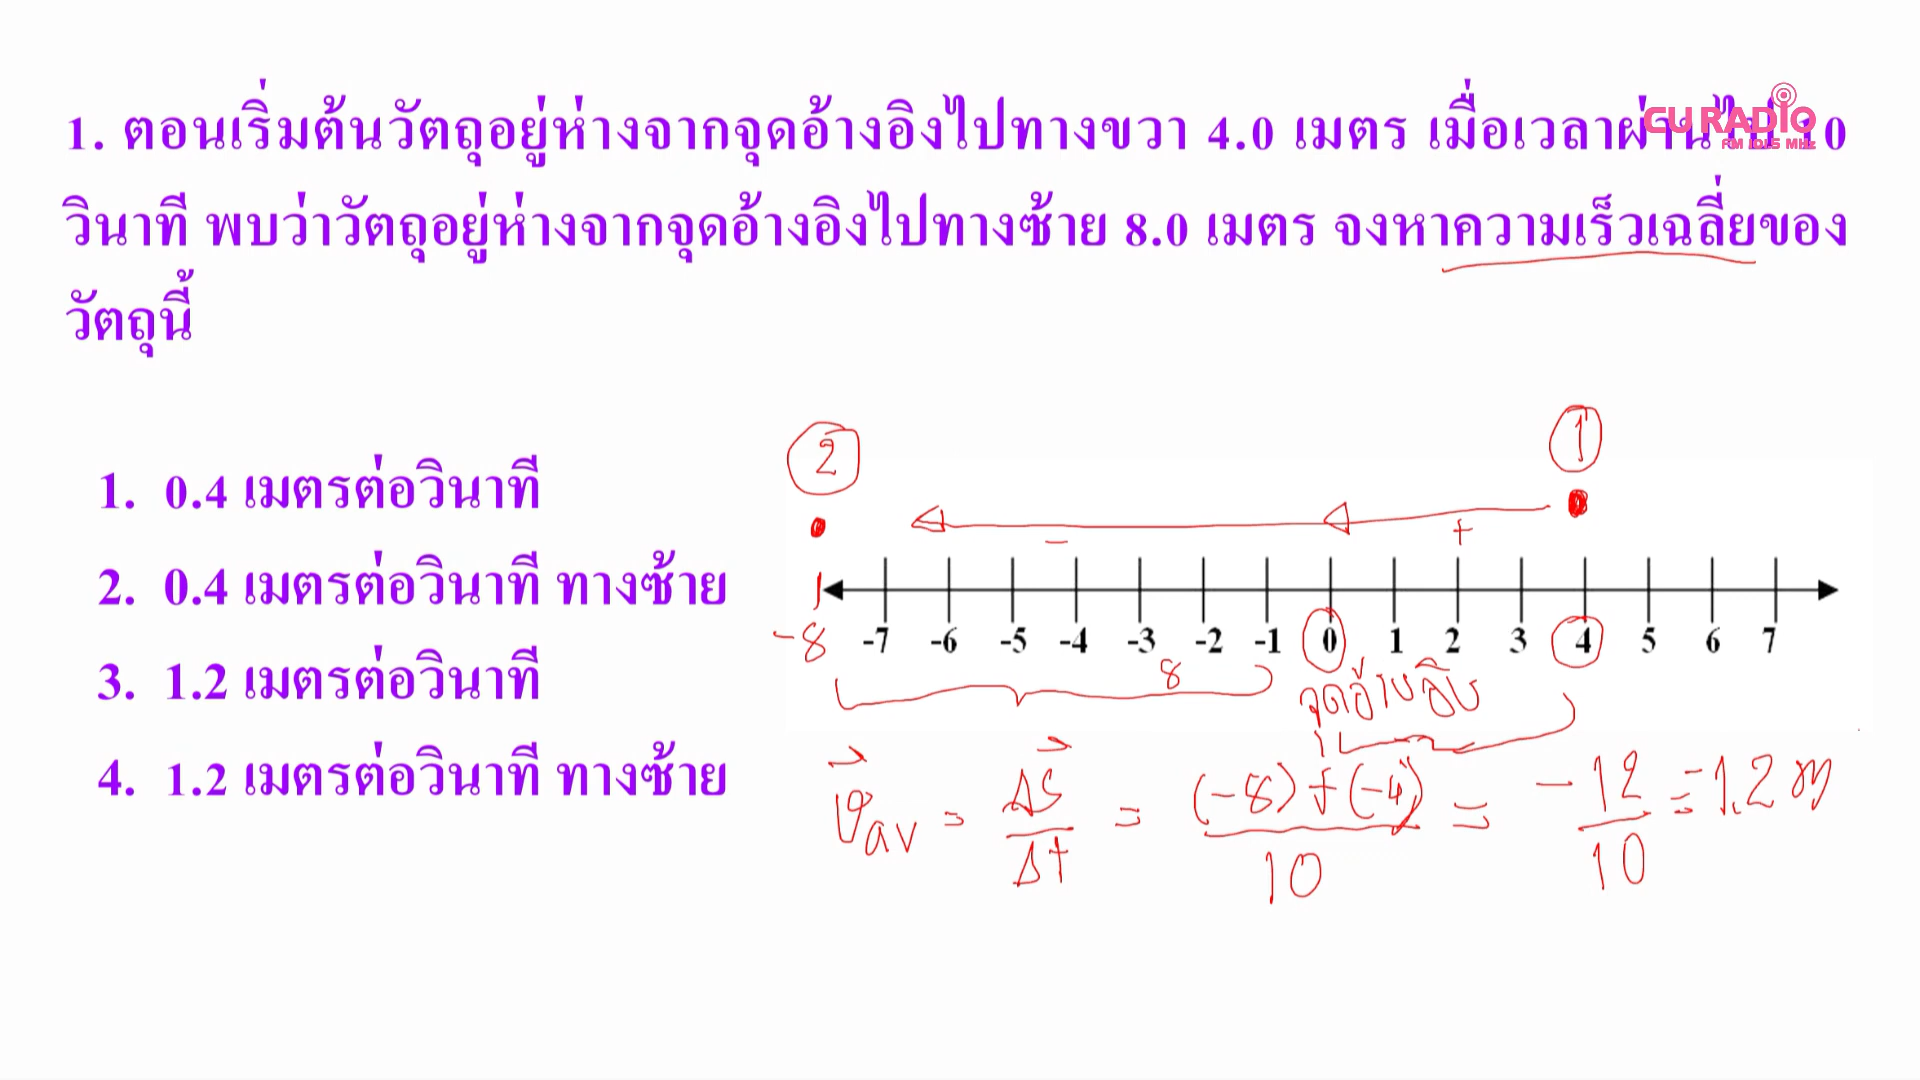 1. ตอนเริ่มต้นวัตถุอยู่ห่างจากจุดอ้างอิงไปทางขวา 4.0 เมตร เมื่อเวลาผ่านไป 10
CU RADIO
FM 101.5 MHz
วินาที พบว่าวัตถุอยู่ห่างจากจุดอ้างอิงไปทางซ้าย 8.0 เมตร จงหาความเร็วเฉลี่ยของ
วัตถุนี้
1. 0.4 เมตรต่อวินาที
2. 0.4 เมตรต่อวินาที ทางซ้าย
3. 1.2 เมตรต่อวินาที
4. 1.2 เมตรต่อวินาที ทางซ้าย
2 1
- +
-8 -7 -6 -5 -4 -3 -2 -1 0 1 2 3 4 5 6 7
8 จุดอ้างอิง
v⃗av = Δs⃗/Δt = (-8)+(-4)/10 = -12/10 = 1.2 m